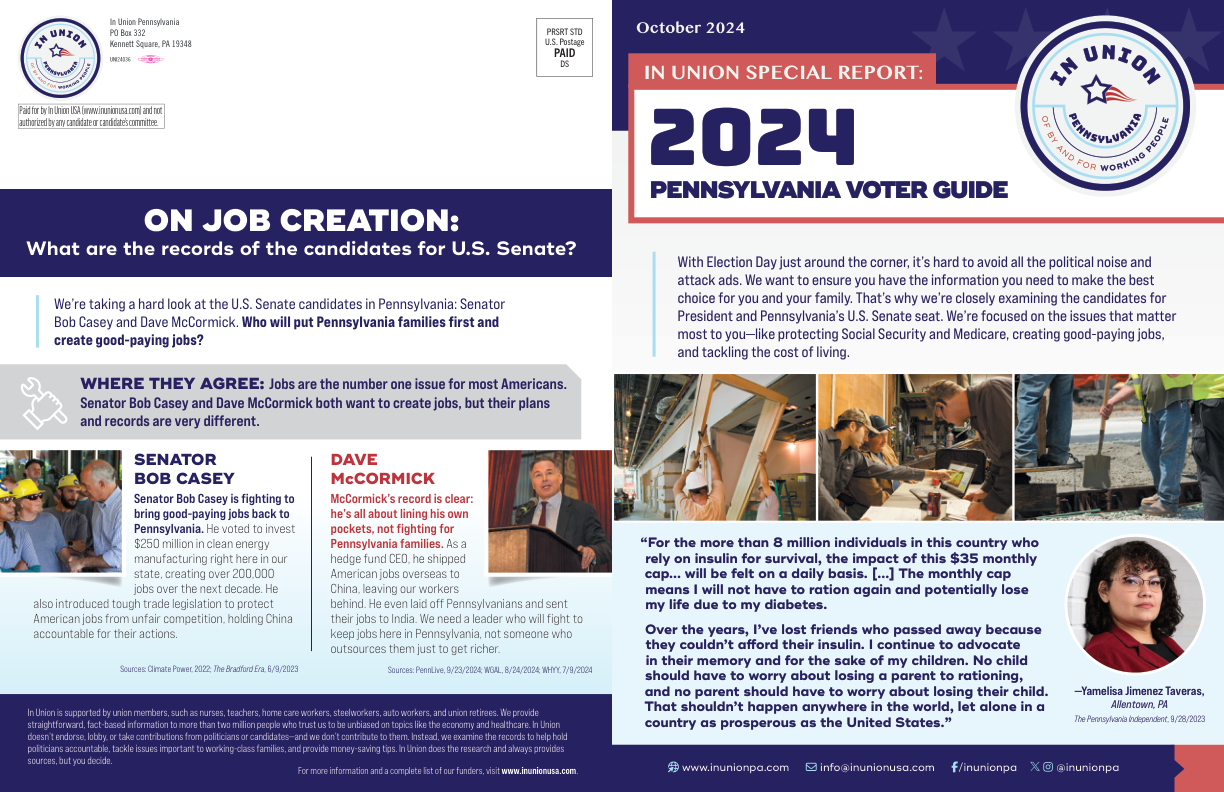 IN UNION
PENNSYLVANIA
OF BY AND FOR WORKING PEOPLE
In Union Pennsylvania
PO Box 332
Kennett Square, PA 19348
UNI24036
Paid for by In Union USA (www.inunionusa.com) and not
authorized by any candidate or candidate's committee.
PRSRT STD
U.S. Postage
PAID
DS
ON JOB CREATION:
What are the records of the candidates for U.S. Senate?
We're taking a hard look at the U.S. Senate candidates in Pennsylvania: Senator
Bob Casey and Dave McCormick. Who will put Pennsylvania families first and
create good-paying jobs?
WHERE THEY AGREE: Jobs are the number one issue for most Americans.
Senator Bob Casey and Dave McCormick both want to create jobs, but their plans
and records are very different.
SENATOR
BOB CASEY
Senator Bob Casey is fighting to
bring good-paying jobs back to
Pennsylvania. He voted to invest
$250 million in clean energy
manufacturing right here in our
state, creating over 200,000
jobs over the next decade. He
also introduced tough trade legislation to protect
American jobs from unfair competition, holding China
accountable for their actions.
Sources: Climate Power, 2022; The Bradford Era, 6/9/2023
DAVE
McCORMICK
McCormick's record is clear:
he's all about lining his own
pockets, not fighting for
Pennsylvania families. As a
hedge fund CEO, he shipped
American jobs overseas to
China, leaving our workers
behind. He even laid off Pennsylvanians and sent
their jobs to India. We need a leader who will fight to
keep jobs here in Pennsylvania, not someone who
outsources them just to get richer.
Sources: PennLive, 9/23/2024; WGAL, 8/24/2024; WHYY, 7/9/2024
In Union is supported by union members, such as nurses, teachers, home care workers, steelworkers, auto workers, and union retirees. We provide
straightforward, fact-based information to more than two million people who trust us to be unbiased on topics like the economy and healthcare. In Union
doesn't endorse, lobby, or take contributions from politicians or candidates—and we don't contribute to them. Instead, we examine the records to help hold
politicians accountable, tackle issues important to working-class families, and provide money-saving tips. In Union does the research and always provides
sources, but you decide.
For more information and a complete list of our funders, visit www.inunionusa.com.
October 2024
IN UNION SPECIAL REPORT:
2024
PENNSYLVANIA VOTER GUIDE
IN UNION
PENNSYLVANIA
OF BY AND FOR WORKING PEOPLE
With Election Day just around the corner, it's hard to avoid all the political noise and
attack ads. We want to ensure you have the information you need to make the best
choice for you and your family. That's why we're closely examining the candidates for
President and Pennsylvania's U.S. Senate seat. We're focused on the issues that matter
most to you—like protecting Social Security and Medicare, creating good-paying jobs,
and tackling the cost of living.
“For the more than 8 million individuals in this country who
rely on insulin for survival, the impact of this $35 monthly
cap... will be felt on a daily basis. [...] The monthly cap
means I will not have to ration again and potentially lose
my life due to my diabetes.
Over the years, I've lost friends who passed away because
they couldn't afford their insulin. I continue to advocate
in their memory and for the sake of my children. No child
should have to worry about losing a parent to rationing,
and no parent should have to worry about losing their child.
That shouldn't happen anywhere in the world, let alone in a
country as prosperous as the United States.”
—Yamelisa Jimenez Taveras,
Allentown, PA
The Pennsylvania Independent, 9/28/2023
www.inunionpa.com
info@inunionusa.com
/inunionpa
@inunionpa